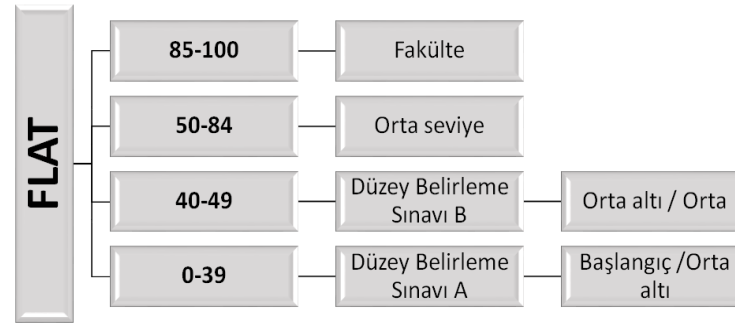 FLAT
85-100
Fakülte
50-84
Orta seviye
40-49
Düzey Belirleme
Sınavı B
Orta altı / Orta
0-39
Düzey Belirleme
Sınavı A
Başlangıç /Orta
altı